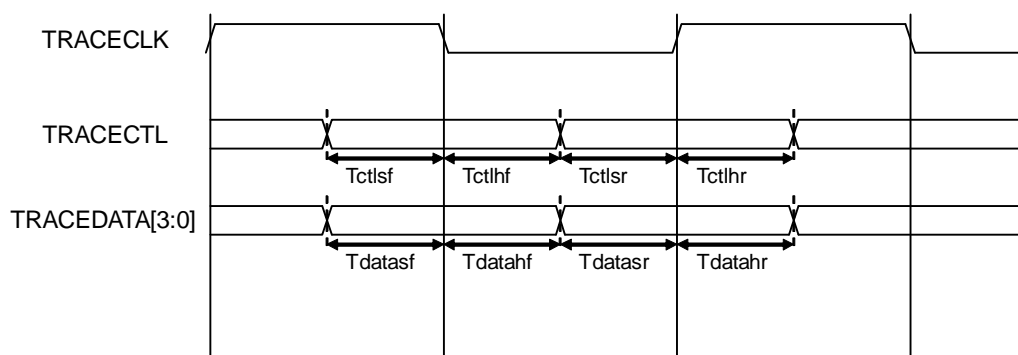 TRACECLK
TRACECTL
Tctlsf Tctlhf Tctlsr Tctlhr
TRACEDATA[3:0]
Tdatasf Tdatahf Tdatasr Tdatahr